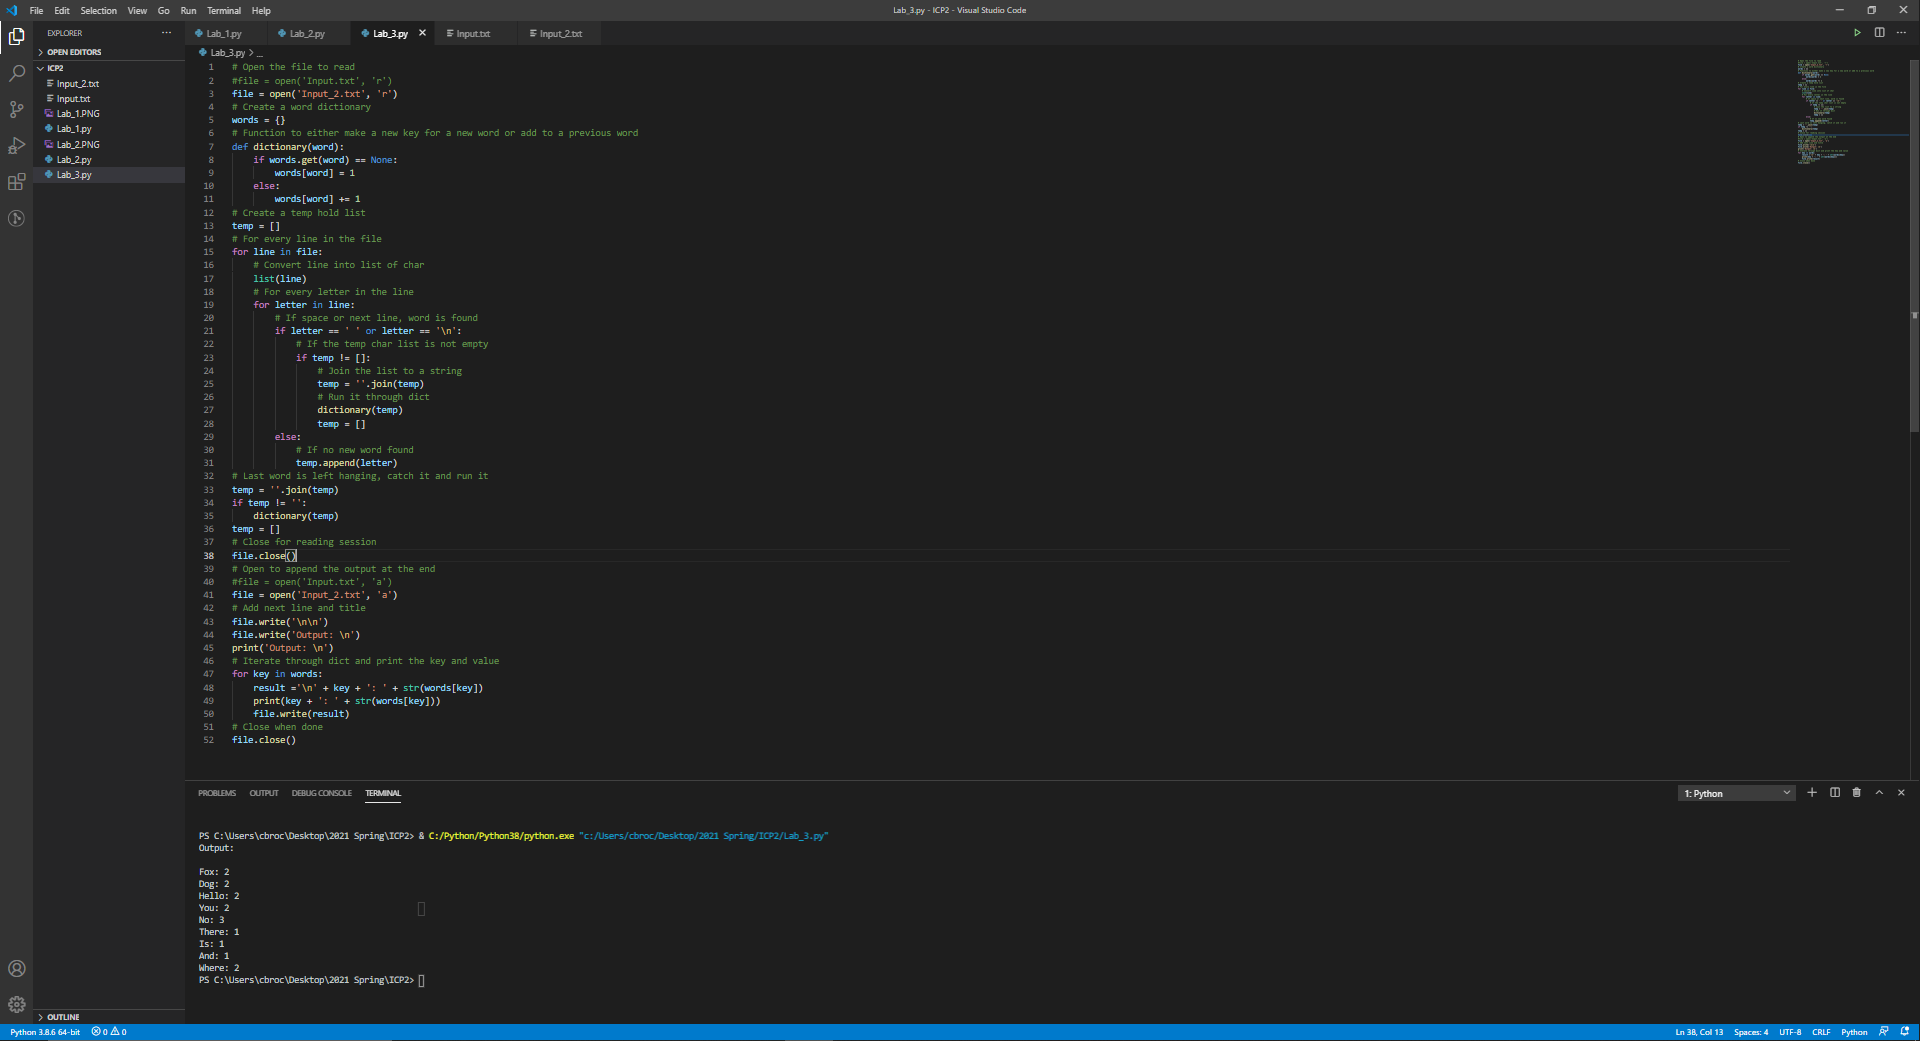 File Edit Selection View Go Run Terminal Help
Lab_3.py - ICP2 - Visual Studio Code
EXPLORER
OPEN EDITORS
ICP2
Input_2.txt
Input.txt
Lab_1.PNG
Lab_1.py
Lab_2.PNG
Lab_2.py
Lab_3.py
OUTLINE
Lab_1.py Lab_2.py Lab_3.py Input.txt Input_2.txt
Lab_3.py > ...
1 # Open the file to read
2 #file = open('Input.txt', 'r')
3 file = open('Input_2.txt', 'r')
4 # Create a word dictionary
5 words = {}
6 # Function to either make a new key for a new word or add to a previous word
7 def dictionary(word):
8     if words.get(word) == None:
9         words[word] = 1
10     else:
11         words[word] += 1
12 # Create a temp hold list
13 temp = []
14 # For every line in the file
15 for line in file:
16     # Convert line into list of char
17     list(line)
18     # For every letter in the line
19     for letter in line:
20         # If space or next line, word is found
21         if letter == ' ' or letter == '\n':
22             # If the temp char list is not empty
23             if temp != []:
24                 # Join the list to a string
25                 temp = ''.join(temp)
26                 # Run it through dict
27                 dictionary(temp)
28                 temp = []
29         else:
30             # If no new word found
31             temp.append(letter)
32 # Last word is left hanging, catch it and run it
33 temp = ''.join(temp)
34 if temp != '':
35     dictionary(temp)
36 temp = []
37 # Close for reading session
38 file.close()
39 # Open to append the output at the end
40 #file = open('Input.txt', 'a')
41 file = open('Input_2.txt', 'a')
42 # Add next line and title
43 file.write('\n\n')
44 file.write('Output: \n')
45 print('Output: \n')
46 # Iterate through dict and print the key and value
47 for key in words:
48     result ='\n' + key + ': ' + str(words[key])
49     print(key + ': ' + str(words[key]))
50     file.write(result)
51 # Close when done
52 file.close()
PROBLEMS OUTPUT DEBUG CONSOLE TERMINAL
1: Python
PS C:\Users\cbroc\Desktop\2021 Spring\ICP2> & C:/Python/Python38/python.exe "c:/Users/cbroc/Desktop/2021 Spring/ICP2/Lab_3.py"
Output:
Fox: 2
Dog: 2
Hello: 2
You: 2
No: 3
There: 1
Is: 1
And: 1
Where: 2
PS C:\Users\cbroc\Desktop\2021 Spring\ICP2>
Python 3.8.6 64-bit 0 0
Ln 38, Col 13 Spaces: 4 UTF-8 CRLF Python